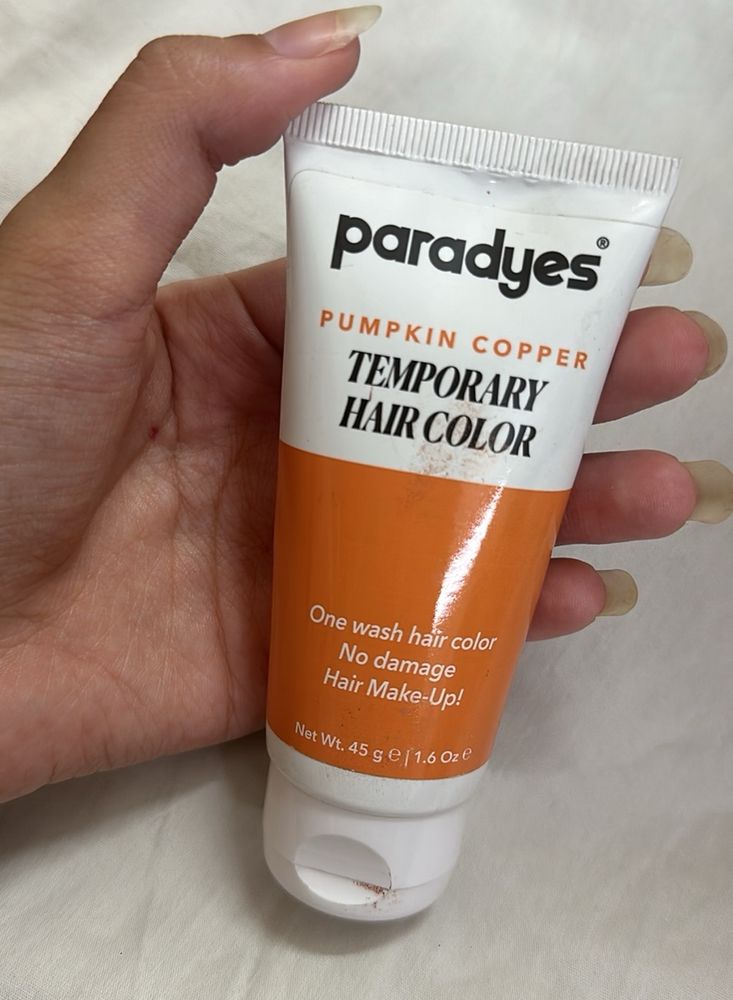 paradyes®
PUMPKIN COPPER
TEMPORARY
HAIR COLOR
One wash hair color
No damage
Hair Make-Up!
Net Wt. 45 g ℮ | 1.6 Oz ℮